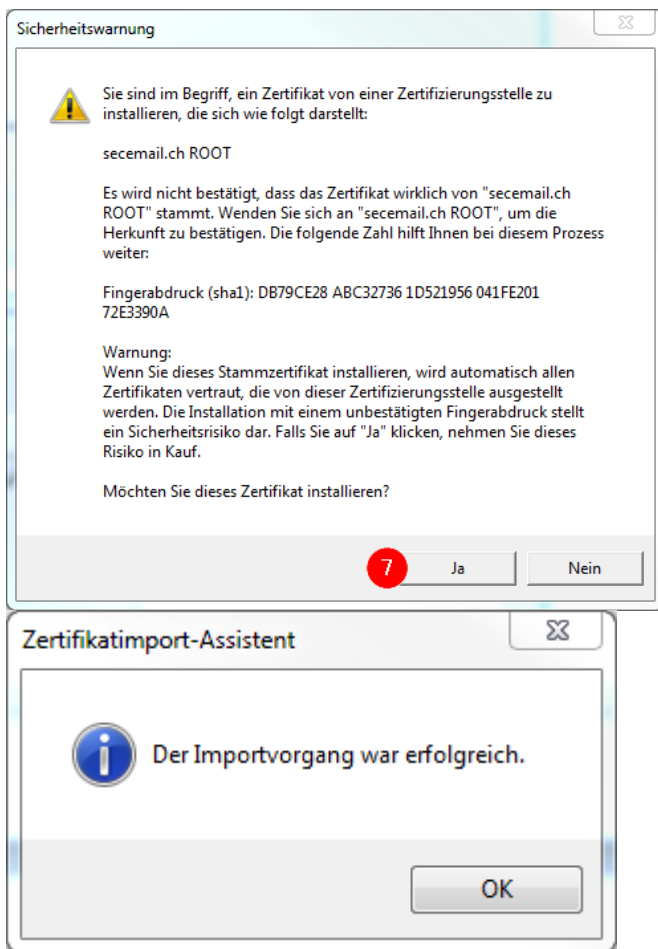 Sicherheitswarnung
Sie sind im Begriff, ein Zertifikat von einer Zertifizierungsstelle zu
installieren, die sich wie folgt darstellt:
secemail.ch ROOT
Es wird nicht bestätigt, dass das Zertifikat wirklich von "secemail.ch
ROOT" stammt. Wenden Sie sich an "secemail.ch ROOT", um die
Herkunft zu bestätigen. Die folgende Zahl hilft Ihnen bei diesem Prozess
weiter:
Fingerabdruck (sha1): DB79CE28 ABC32736 1D521956 041FE201
72E3390A
Warnung:
Wenn Sie dieses Stammzertifikat installieren, wird automatisch allen
Zertifikaten vertraut, die von dieser Zertifizierungsstelle ausgestellt
werden. Die Installation mit einem unbestätigten Fingerabdruck stellt
ein Sicherheitsrisiko dar. Falls Sie auf "Ja" klicken, nehmen Sie dieses
Risiko in Kauf.
Möchten Sie dieses Zertifikat installieren?
7 Ja Nein
Zertifikatimport-Assistent
Der Importvorgang war erfolgreich.
OK